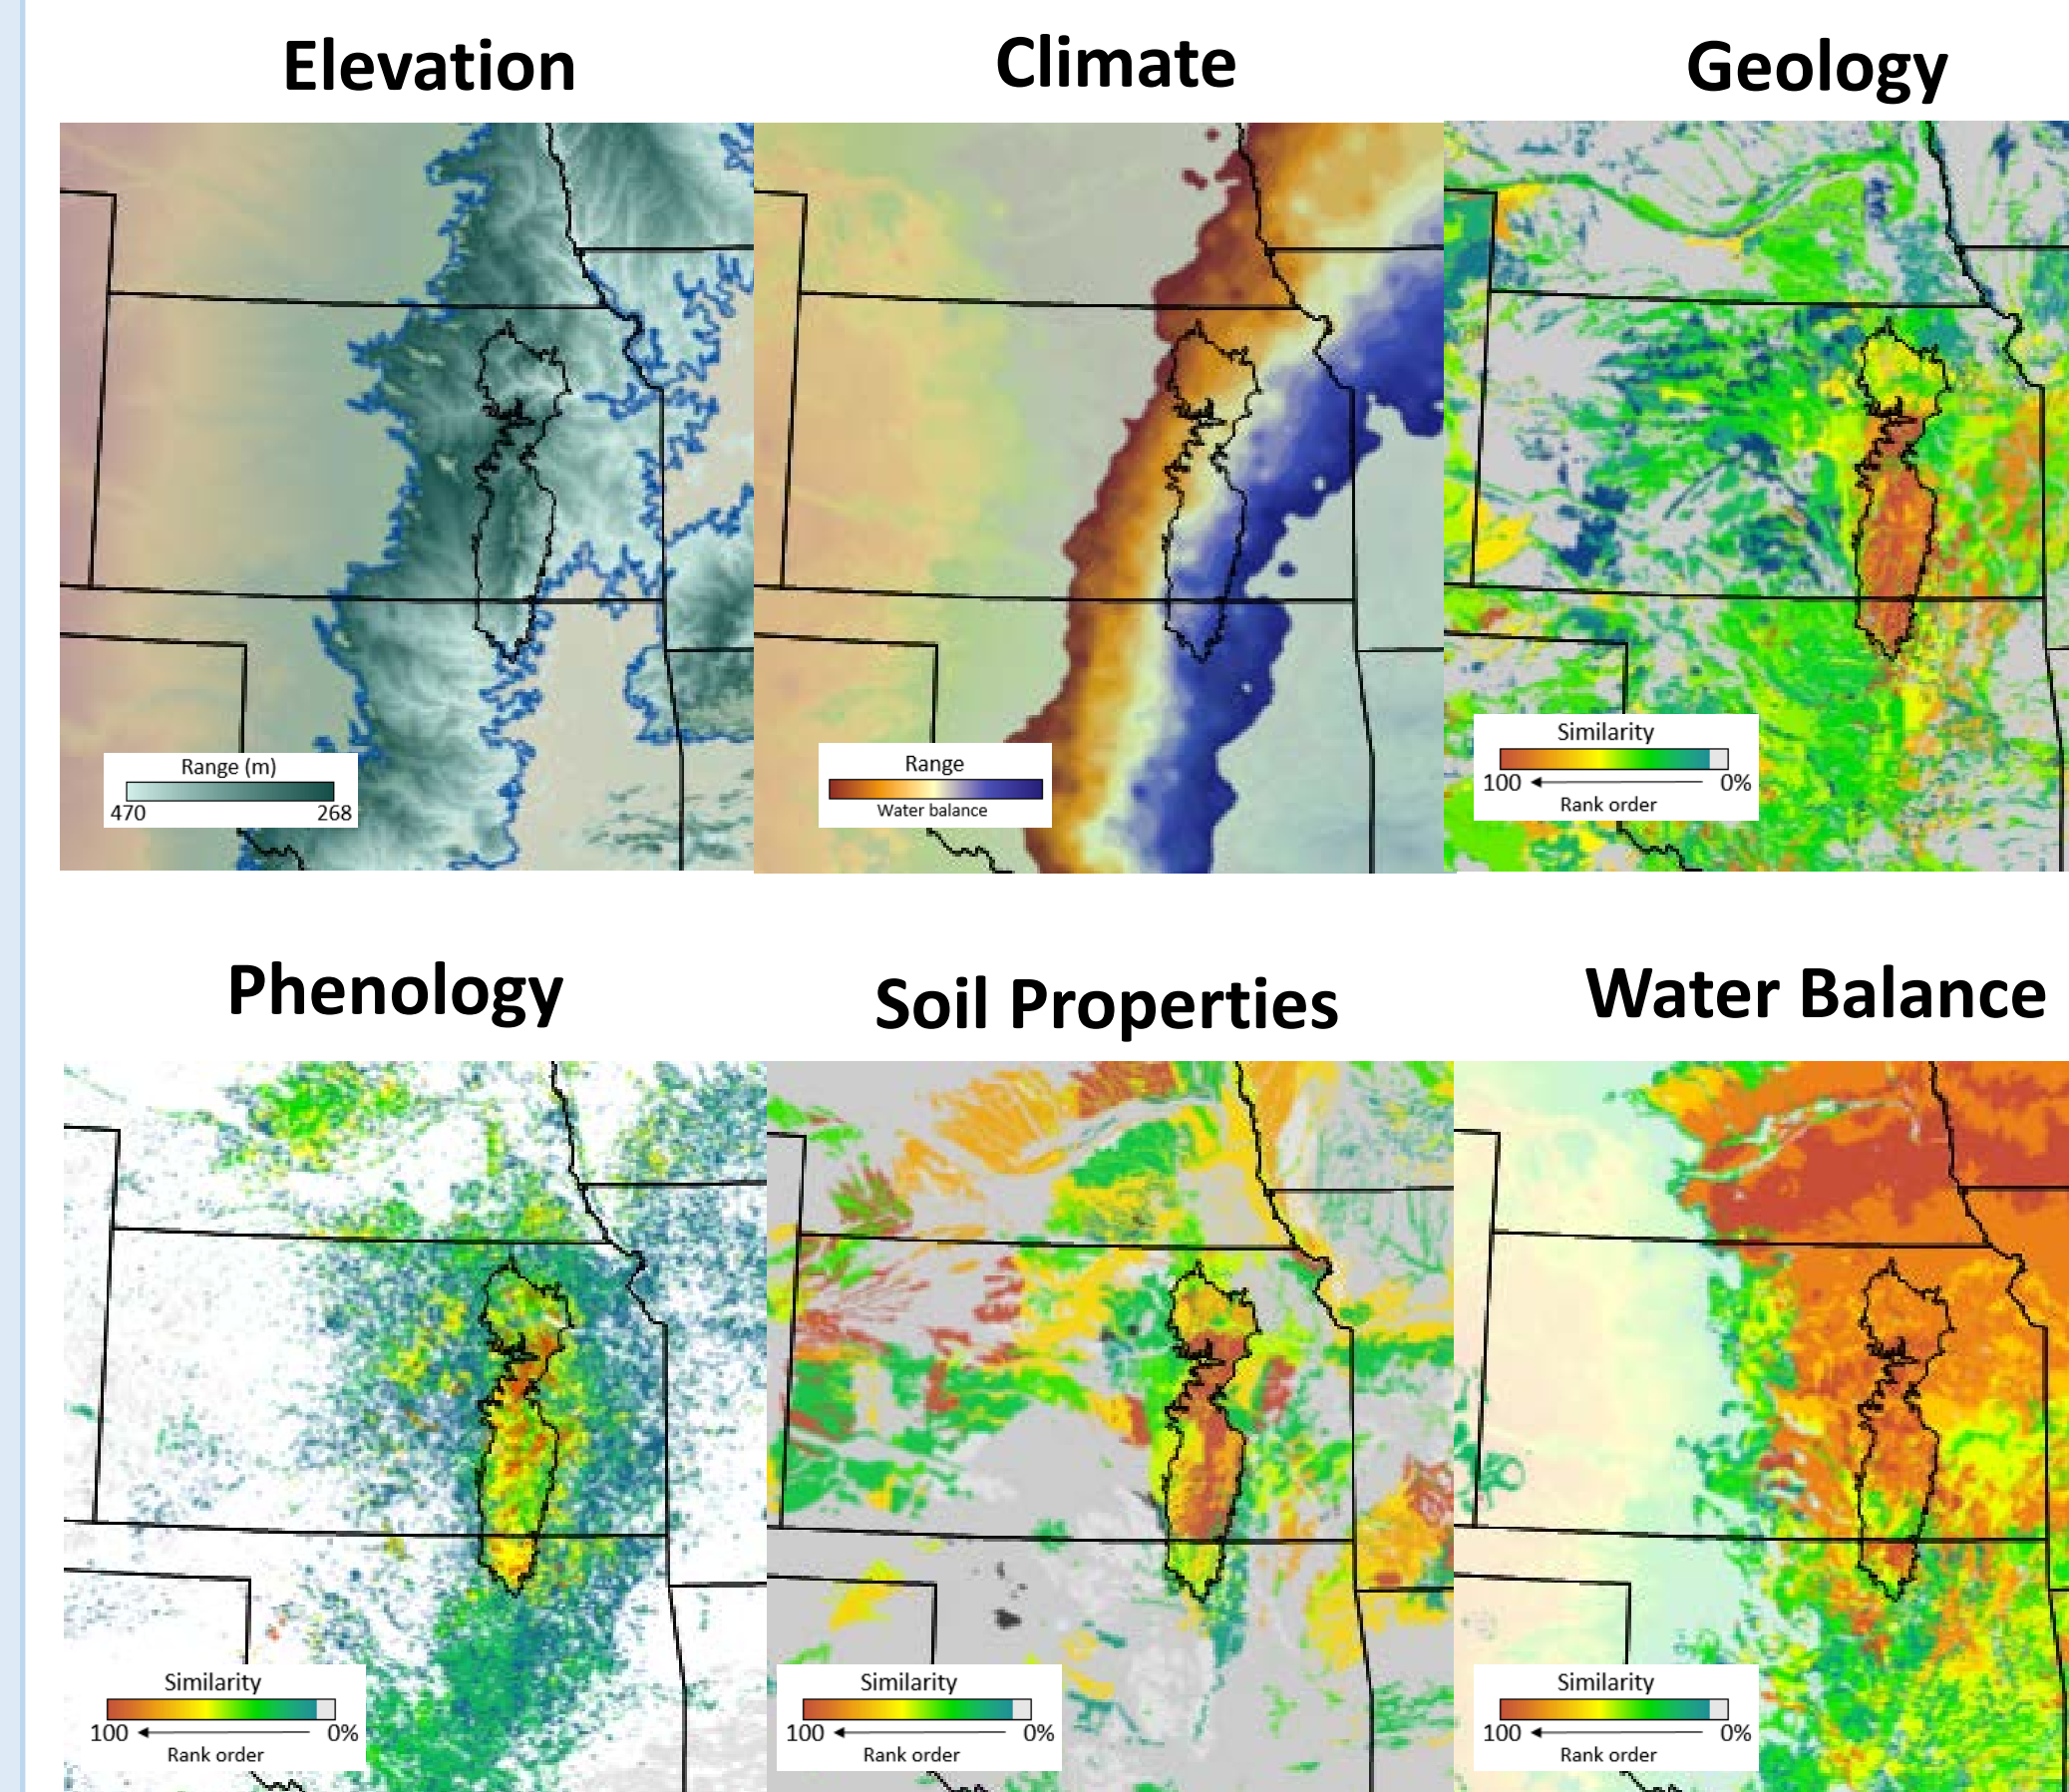 Elevation
Climate
Geology
Range (m)
470 268
Range
Water balance
Similarity
100 0%
Rank order
Phenology
Soil Properties
Water Balance
Similarity
100 0%
Rank order
Similarity
100 0%
Rank order
Similarity
100 0%
Rank order